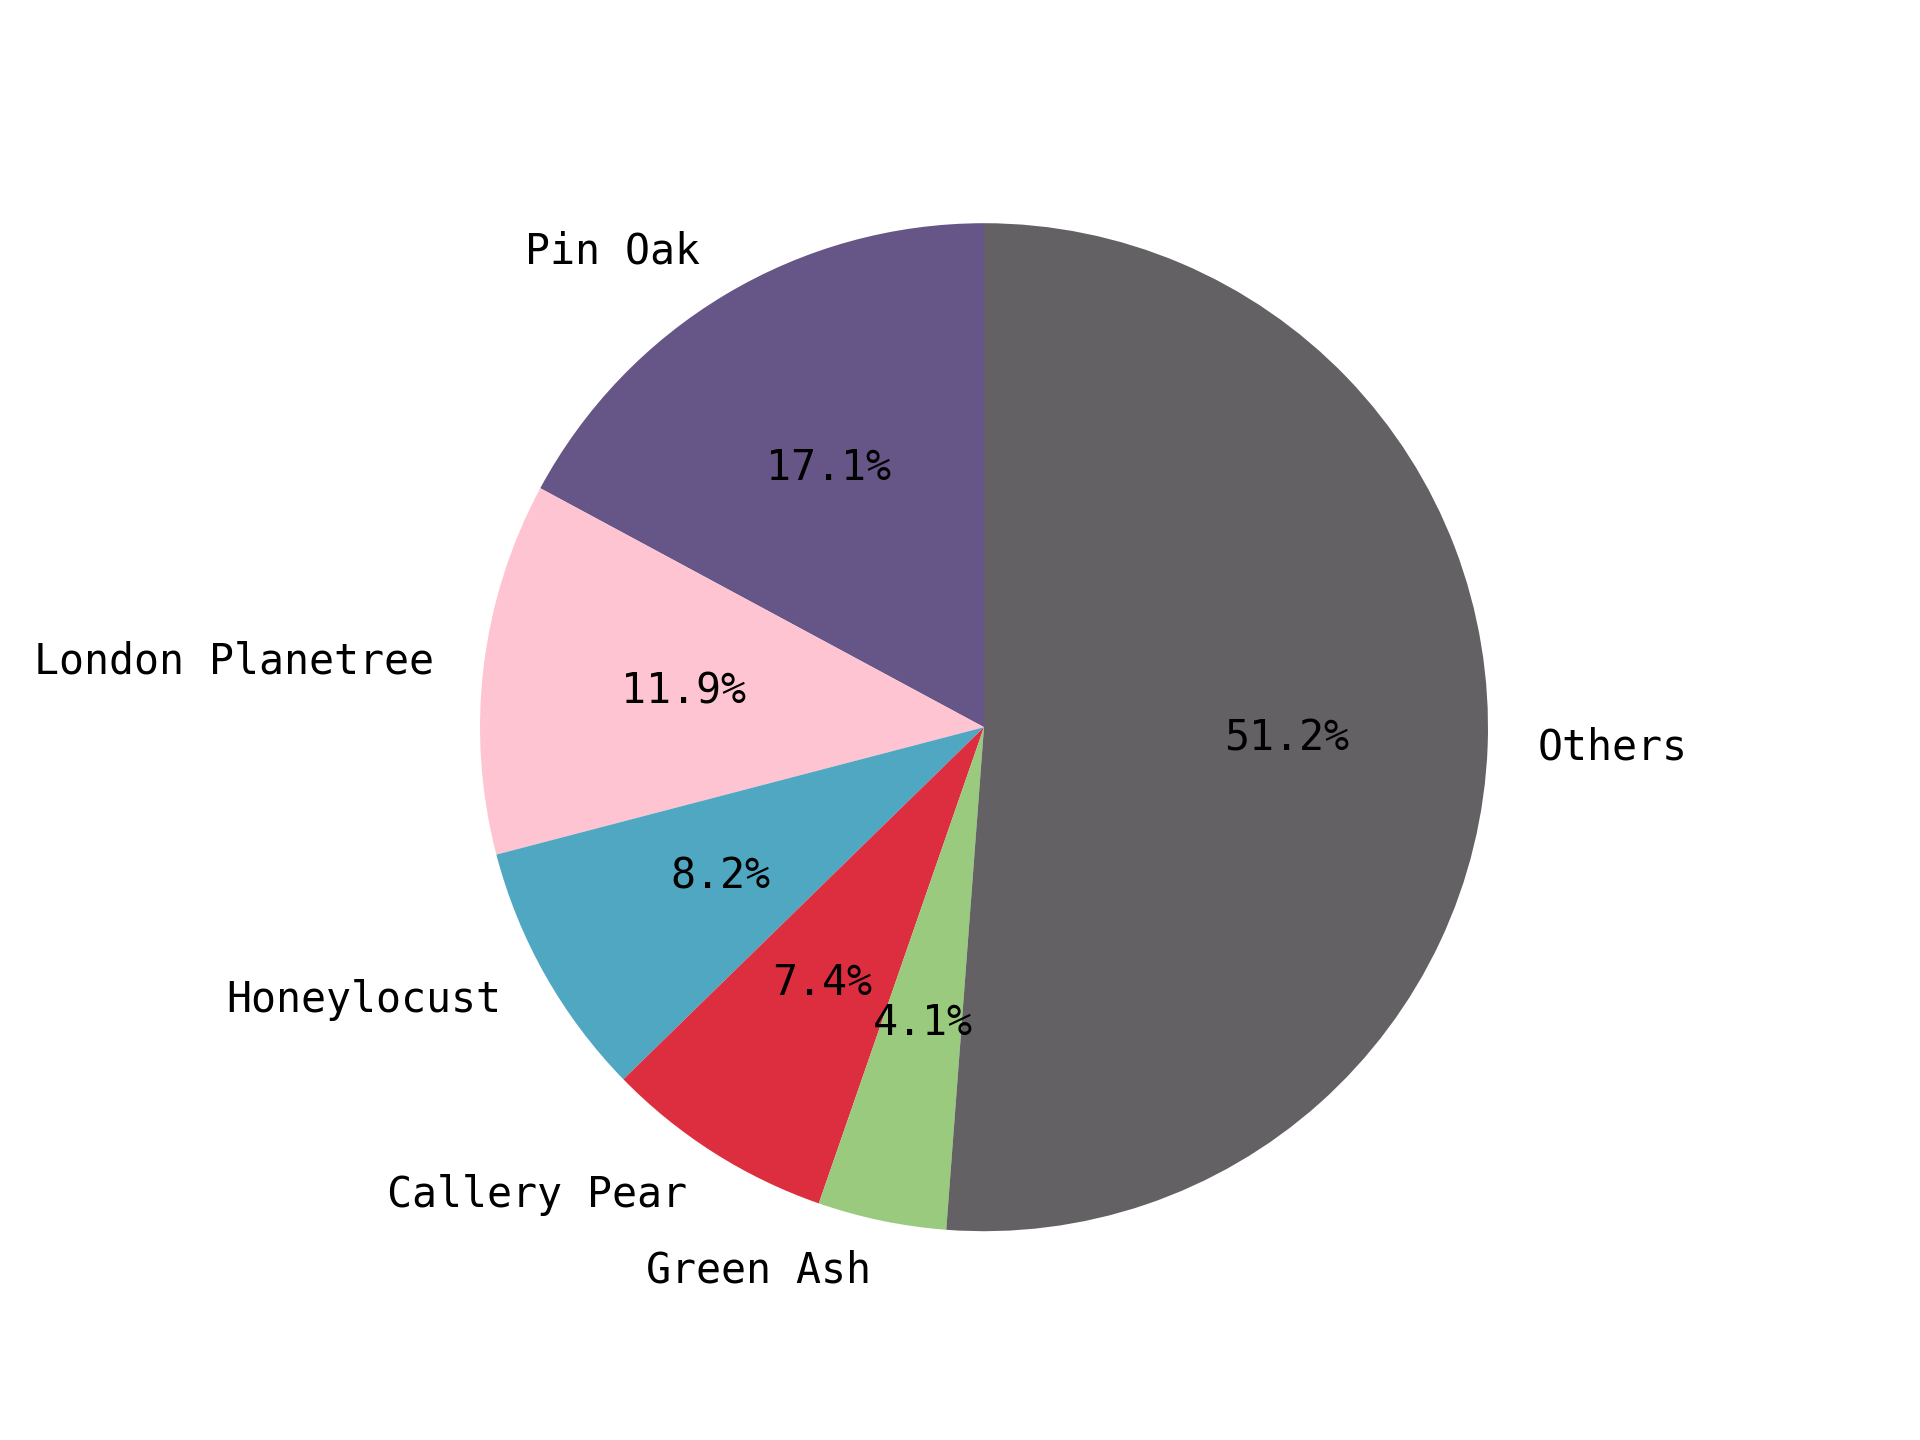 Pin Oak
17.1%
London Planetree
11.9%
51.2%
Others
8.2%
Honeylocust
7.4%
4.1%
Callery Pear
Green Ash